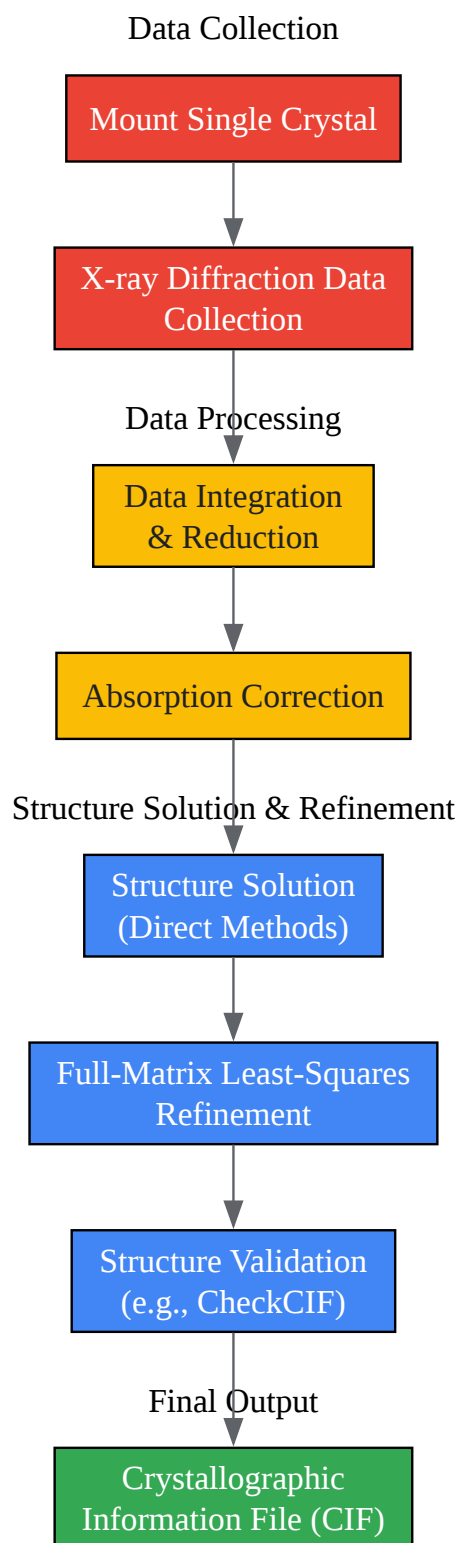 Data Collection
Mount Single Crystal
X-ray Diffraction Data
Collection
Data Processing
Data Integration
& Reduction
Absorption Correction
Structure Solution & Refinement
Structure Solution
(Direct Methods)
Full-Matrix Least-Squares
Refinement
Structure Validation
(e.g., CheckCIF)
Final Output
Crystallographic
Information File (CIF)